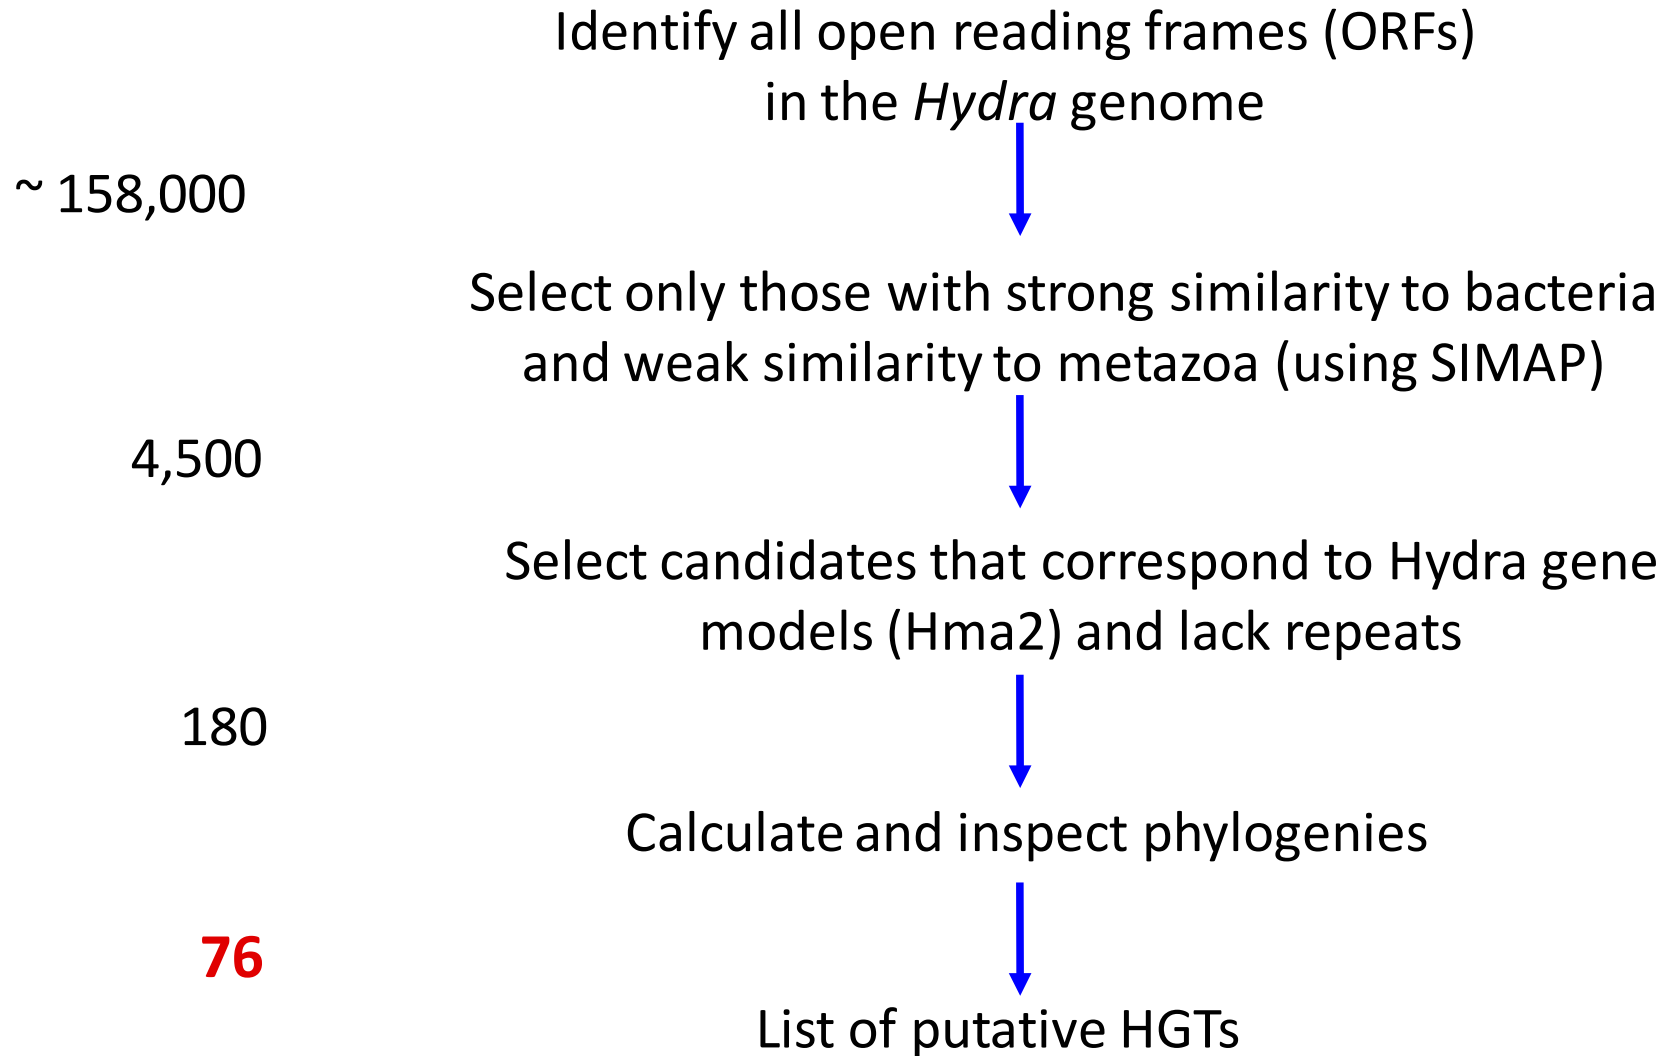 Identify all open reading frames (ORFs)
in the Hydra genome
~ 158,000
Select only those with strong similarity to bacteria
and weak similarity to metazoa (using SIMAP)
4,500
Select candidates that correspond to Hydra gene
models (Hma2) and lack repeats
180
Calculate and inspect phylogenies
76
List of putative HGTs